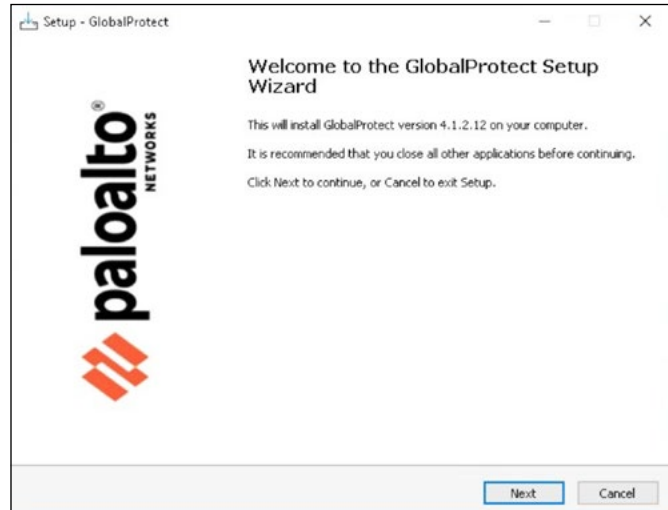 Setup - GlobalProtect
Welcome to the GlobalProtect Setup
Wizard
This will install GlobalProtect version 4.1.2.12 on your computer.
It is recommended that you close all other applications before continuing.
Click Next to continue, or Cancel to exit Setup.
paloalto®
NETWORKS
Next
Cancel